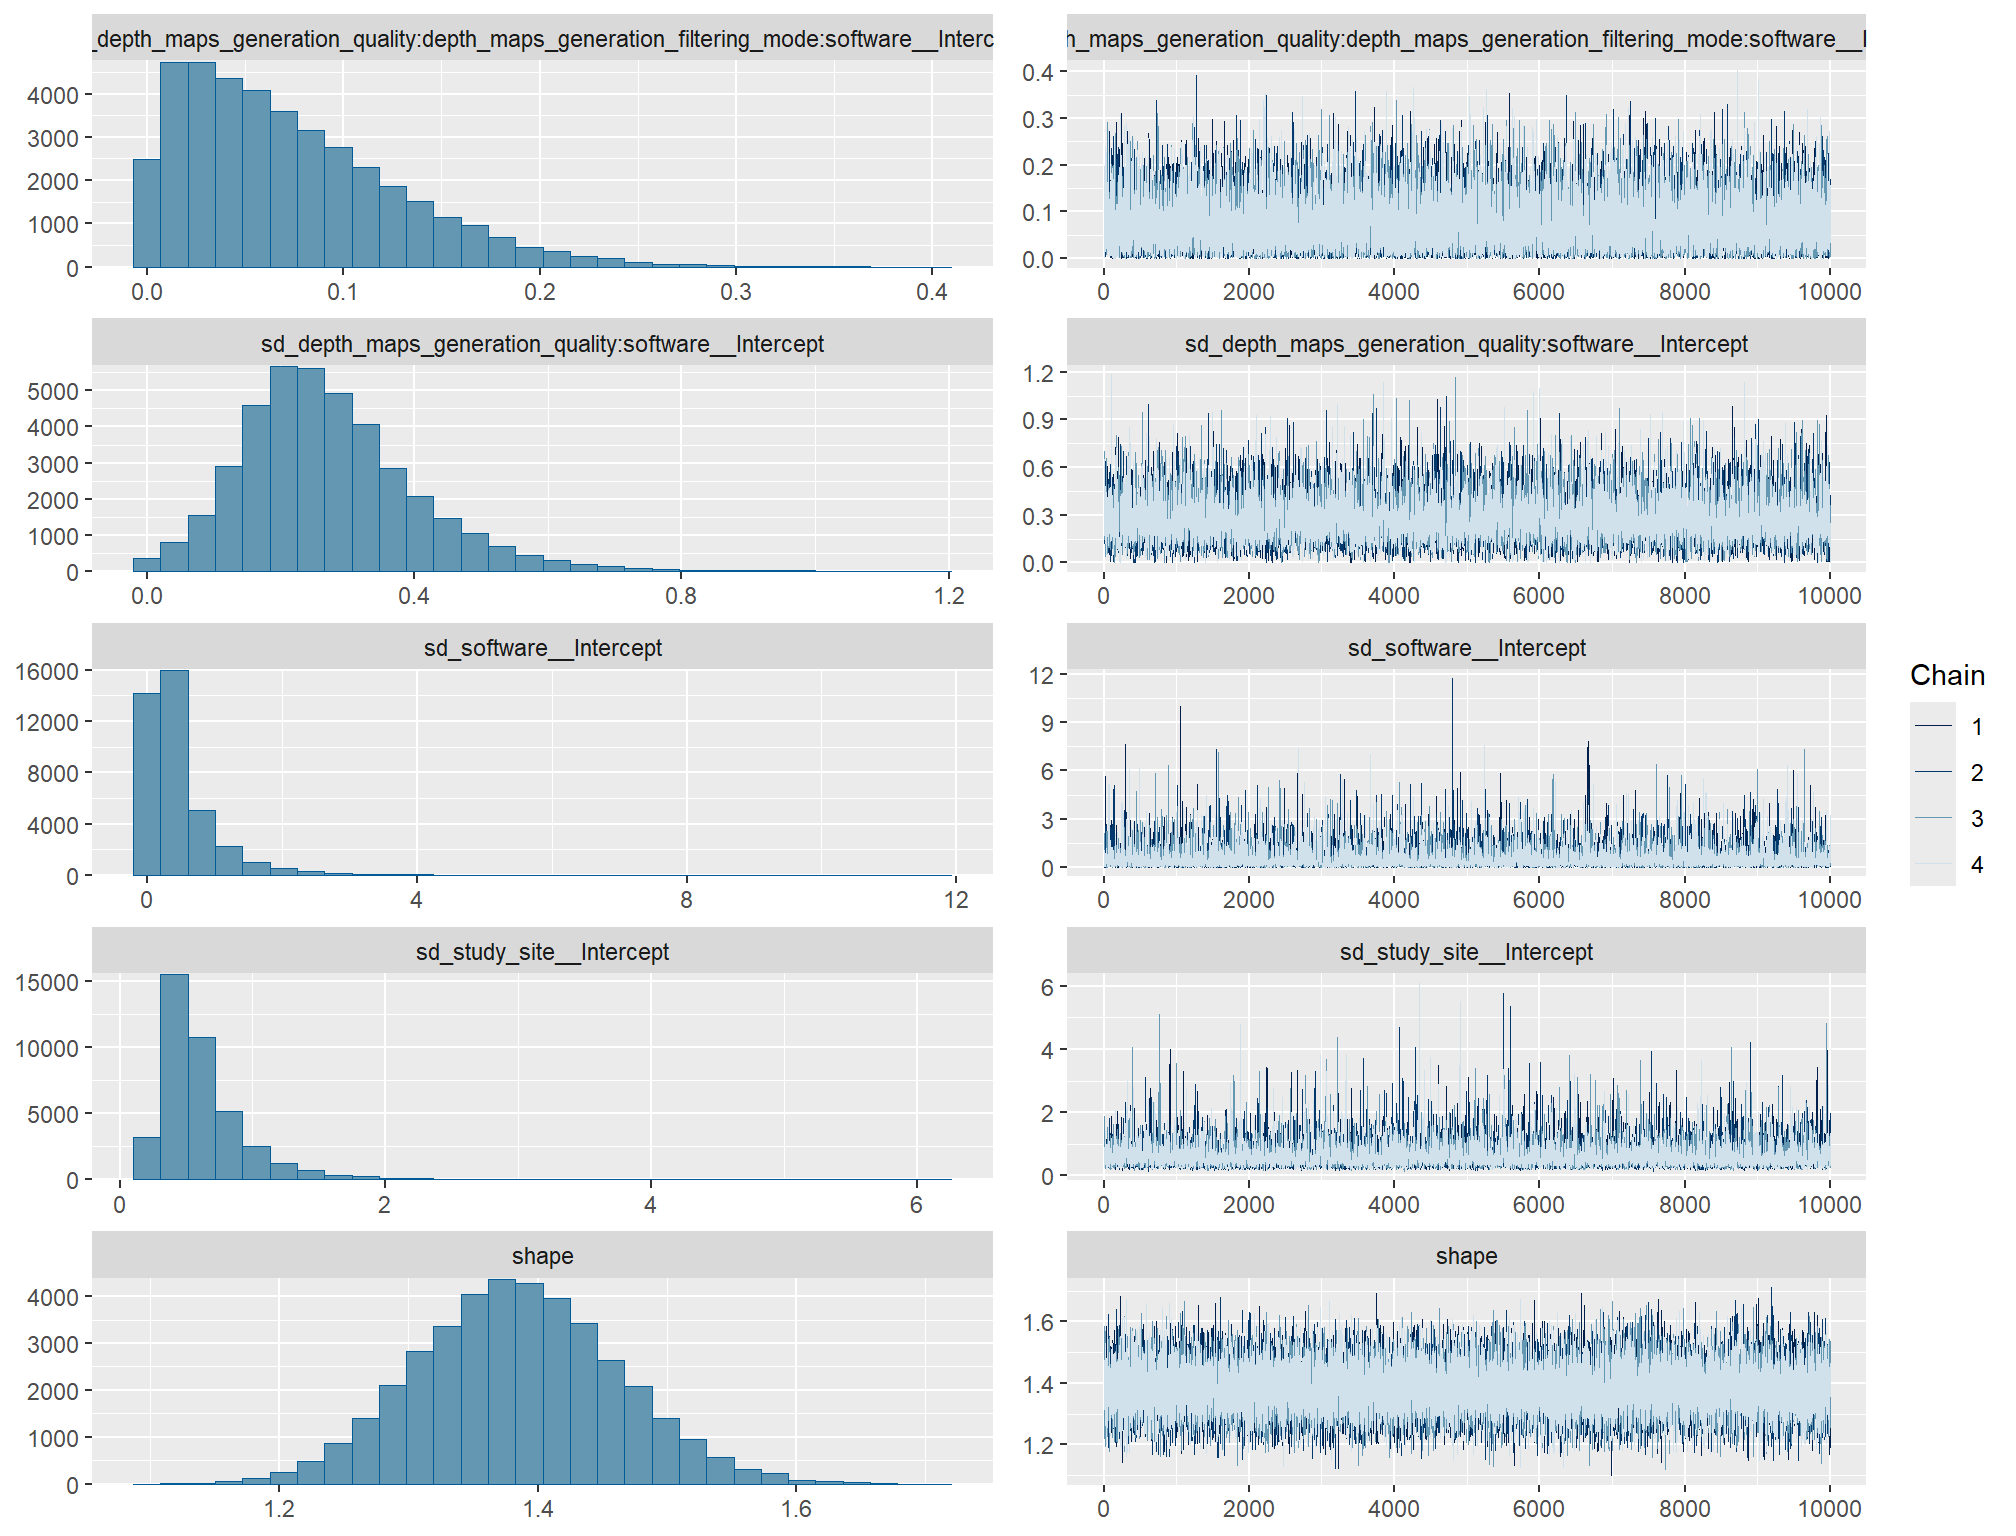 _depth_maps_generation_quality:depth_maps_generation_filtering_mode:software__Interc
4000
3000
2000
1000
0
0.0 0.1 0.2 0.3 0.4
h_maps_generation_quality:depth_maps_generation_filtering_mode:software__I
0.4
0.3
0.2
0.1
0.0
0 2000 4000 6000 8000 10000
sd_depth_maps_generation_quality:software__Intercept
5000
4000
3000
2000
1000
0
0.0 0.4 0.8 1.2
sd_depth_maps_generation_quality:software__Intercept
1.2
0.9
0.6
0.3
0.0
0 2000 4000 6000 8000 10000
sd_software__Intercept
16000
12000
8000
4000
0
0 4 8 12
sd_software__Intercept
12
9
6
3
0
0 2000 4000 6000 8000 10000
sd_study_site__Intercept
15000
10000
5000
0
0 2 4 6
sd_study_site__Intercept
6
4
2
0
0 2000 4000 6000 8000 10000
shape
4000
3000
2000
1000
0
1.2 1.4 1.6
shape
1.6
1.4
1.2
0 2000 4000 6000 8000 10000
Chain
1
2
3
4